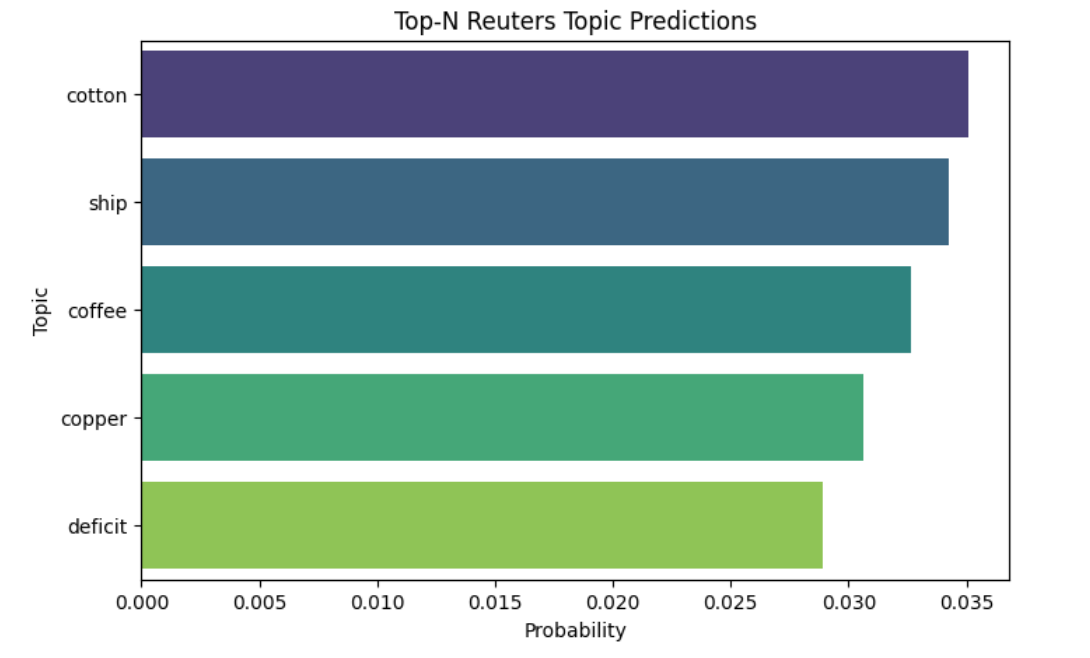 Top-N Reuters Topic Predictions
Topic
cotton
ship
coffee
copper
deficit
0.000 0.005 0.010 0.015 0.020 0.025 0.030 0.035
Probability